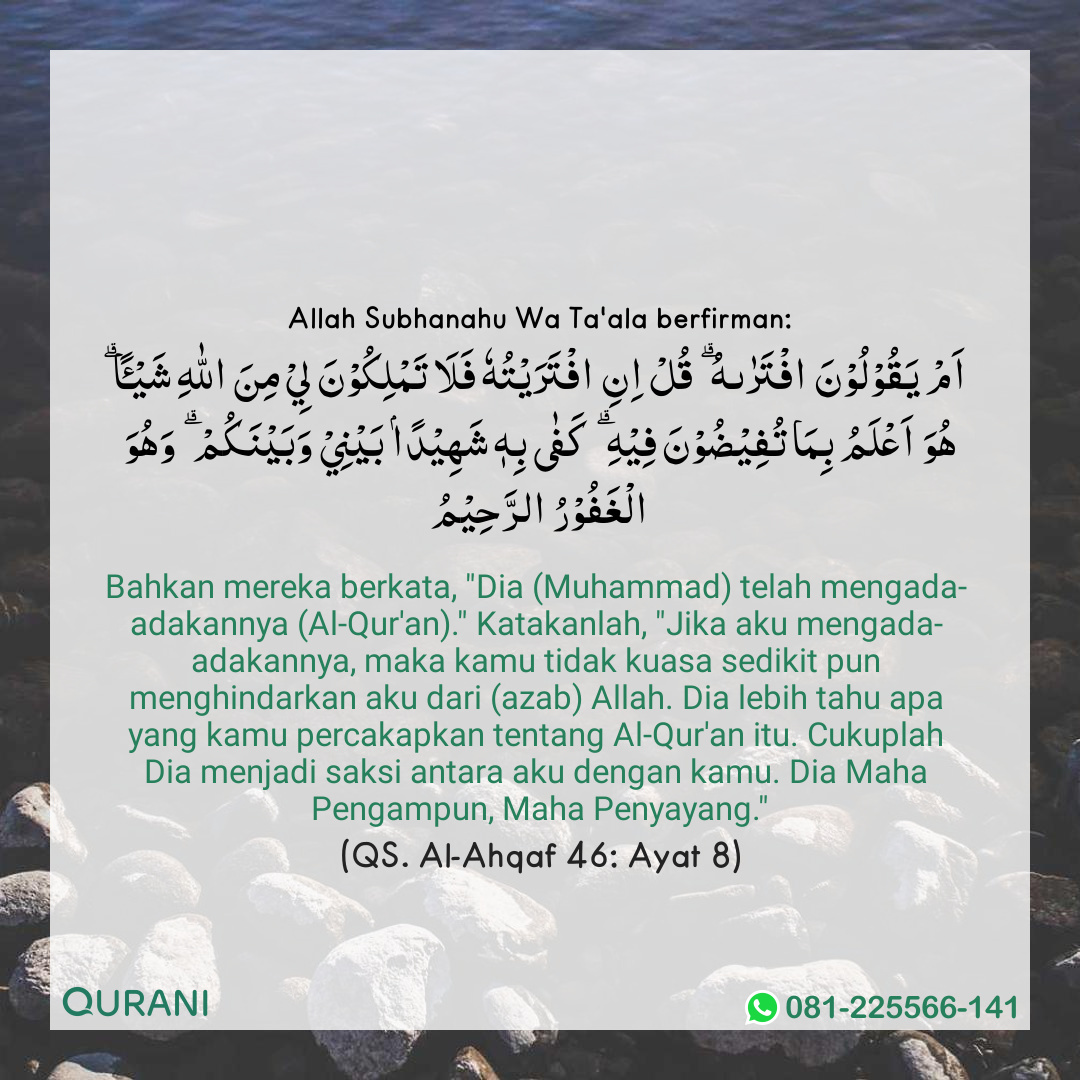 Allah Subhanahu Wa Ta'ala berfirman:
اَمْ يَقُوْلُوْنَ افْتَرٰٮهُ ۗ قُلْ اِنِ افْتَرَيْتُهٗ فَلَا تَمْلِكُوْنَ لِيْ مِنَ اللّٰهِ شَيْـًٔا ۗ
هُوَ اَعْلَمُ بِمَا تُفِيْضُوْنَ فِيْهِ ۗ كَفٰى بِهٖ شَهِيْدًاۢ بَيْنِيْ وَبَيْنَكُمْ ۗ وَهُوَ
الْغَفُوْرُ الرَّحِيْمُ
Bahkan mereka berkata, "Dia (Muhammad) telah mengada-
adakannya (Al-Qur'an)." Katakanlah, "Jika aku mengada-
adakannya, maka kamu tidak kuasa sedikit pun
menghindarkan aku dari (azab) Allah. Dia lebih tahu apa
yang kamu percakapkan tentang Al-Qur'an itu. Cukuplah
Dia menjadi saksi antara aku dengan kamu. Dia Maha
Pengampun, Maha Penyayang."
(QS. Al-Ahqaf 46: Ayat 8)
QURANI
081-225566-141